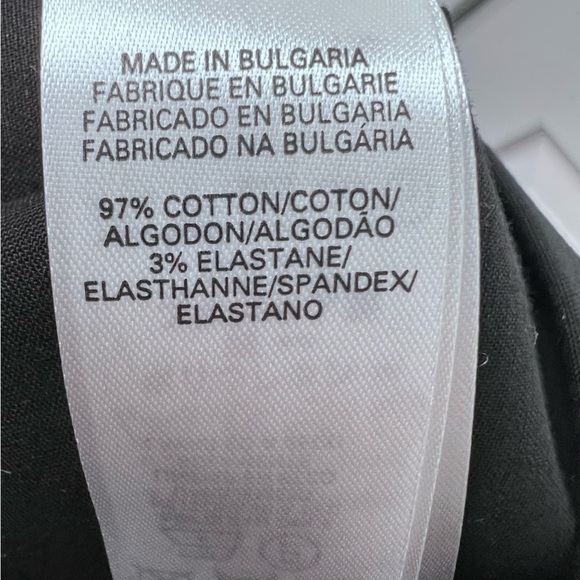 MADE IN BULGARIA
FABRIQUE EN BULGARIE
FABRICADO EN BULGARIA
FABRICADO NA BULGÁRIA
97% COTTON/COTON/
ALGODON/ALGODÃO
3% ELASTANE/
ELASTHANNE/SPANDEX/
ELASTANO